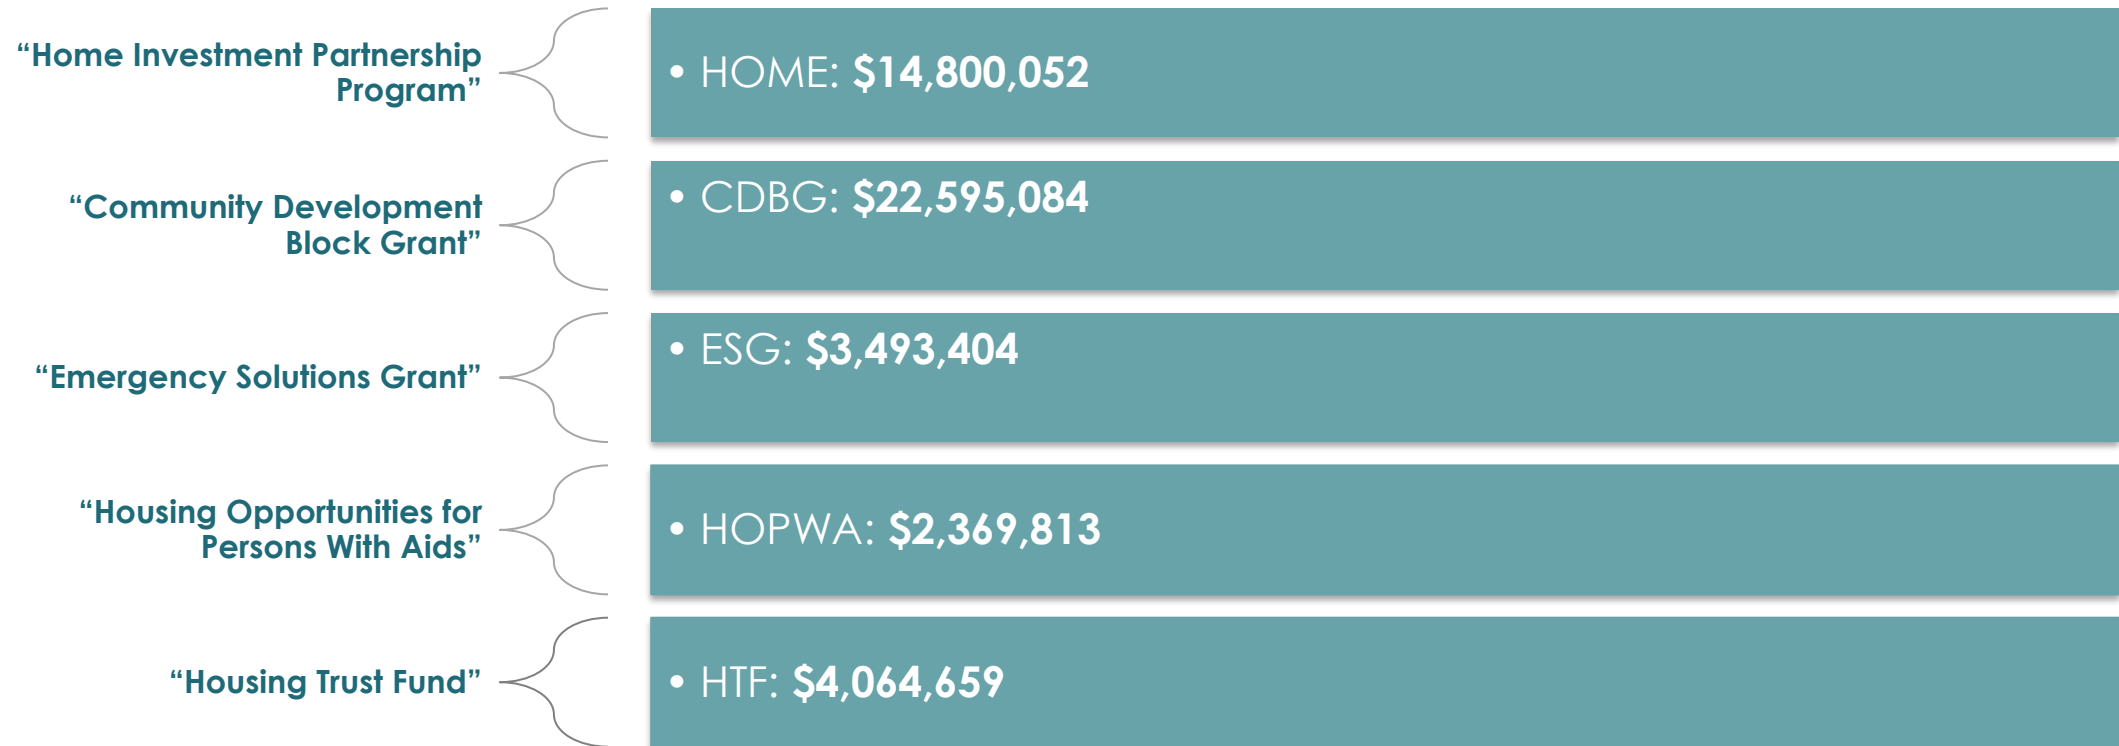 “Home Investment Partnership
Program”
• HOME: $14,800,052
“Community Development
Block Grant”
• CDBG: $22,595,084
“Emergency Solutions Grant”
• ESG: $3,493,404
“Housing Opportunities for
Persons With Aids”
• HOPWA: $2,369,813
“Housing Trust Fund”
• HTF: $4,064,659